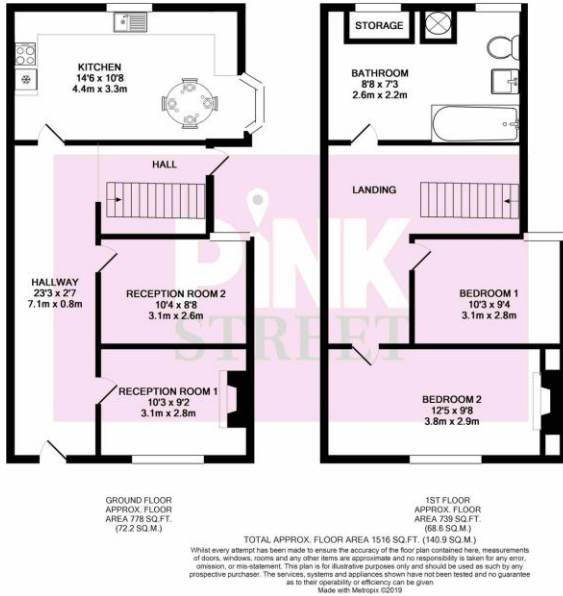 KITCHEN
14'6 x 10'8
4.4m x 3.3m
HALL
HALLWAY
23'3 x 2'7
7.1m x 0.8m
RECEPTION ROOM 2
10'4 x 8'8
3.1m x 2.6m
RECEPTION ROOM 1
10'3 x 9'2
3.1m x 2.8m
STORAGE
BATHROOM
8'8 x 7'3
2.6m x 2.2m
LANDING
BEDROOM 1
10'3 x 9'4
3.1m x 2.8m
BEDROOM 2
12'5 x 9'8
3.8m x 2.9m
PINK
STREET
GROUND FLOOR
APPROX. FLOOR
AREA 778 SQ.FT.
(72.2 SQ.M.)
1ST FLOOR
APPROX. FLOOR
AREA 739 SQ.FT.
(68.6 SQ.M.)
TOTAL APPROX. FLOOR AREA 1516 SQ.FT. (140.9 SQ.M.)
Whilst every attempt has been made to ensure the accuracy of the floor plan contained here, measurements
of doors, windows, rooms and any other items are approximate and no responsibility is taken for any error,
omission, or mis-statement. This plan is for illustrative purposes only and should be used as such by any
prospective purchaser. The services, systems and appliances shown have not been tested and no guarantee
as to their operability or efficiency can be given
Made with Metropix ©2019